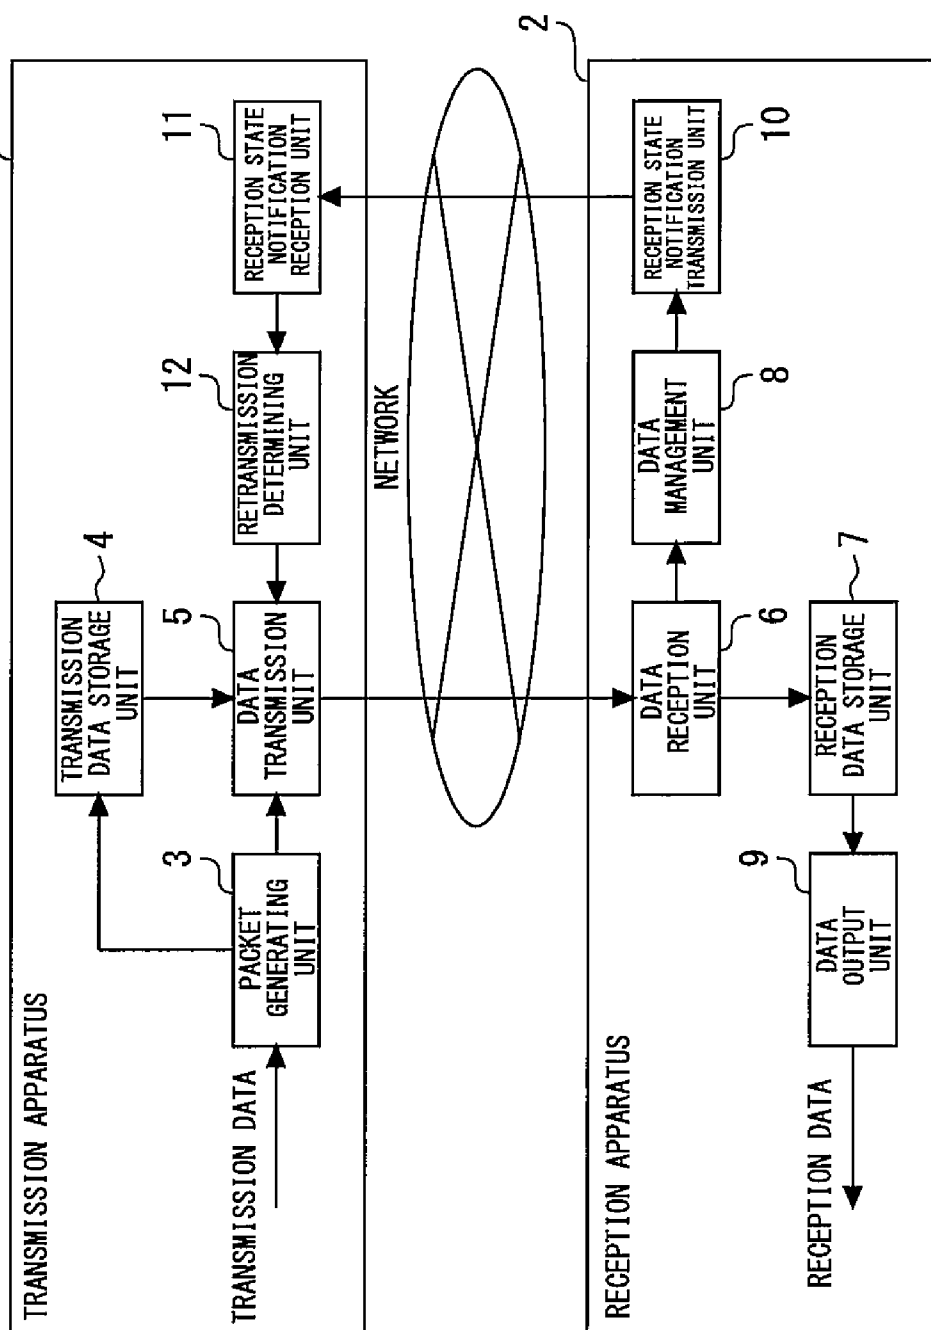 TRANSMISSION APPARATUS
TRANSMISSION DATA
3
PACKET
GENERATING
UNIT
4
TRANSMISSION
DATA STORAGE
UNIT
5
DATA
TRANSMISSION
UNIT
12
RETRANSMISSION
DETERMINING
UNIT
11
RECEPTION STATE
NOTIFICATION
RECEPTION UNIT
NETWORK
2
RECEPTION APPARATUS
DATA
RECEPTION
UNIT
6
DATA
MANAGEMENT
UNIT
8
RECEPTION STATE
NOTIFICATION
TRANSMISSION UNIT
10
RECEPTION DATA
9
DATA
OUTPUT
UNIT
RECEPTION
DATA STORAGE
UNIT
7